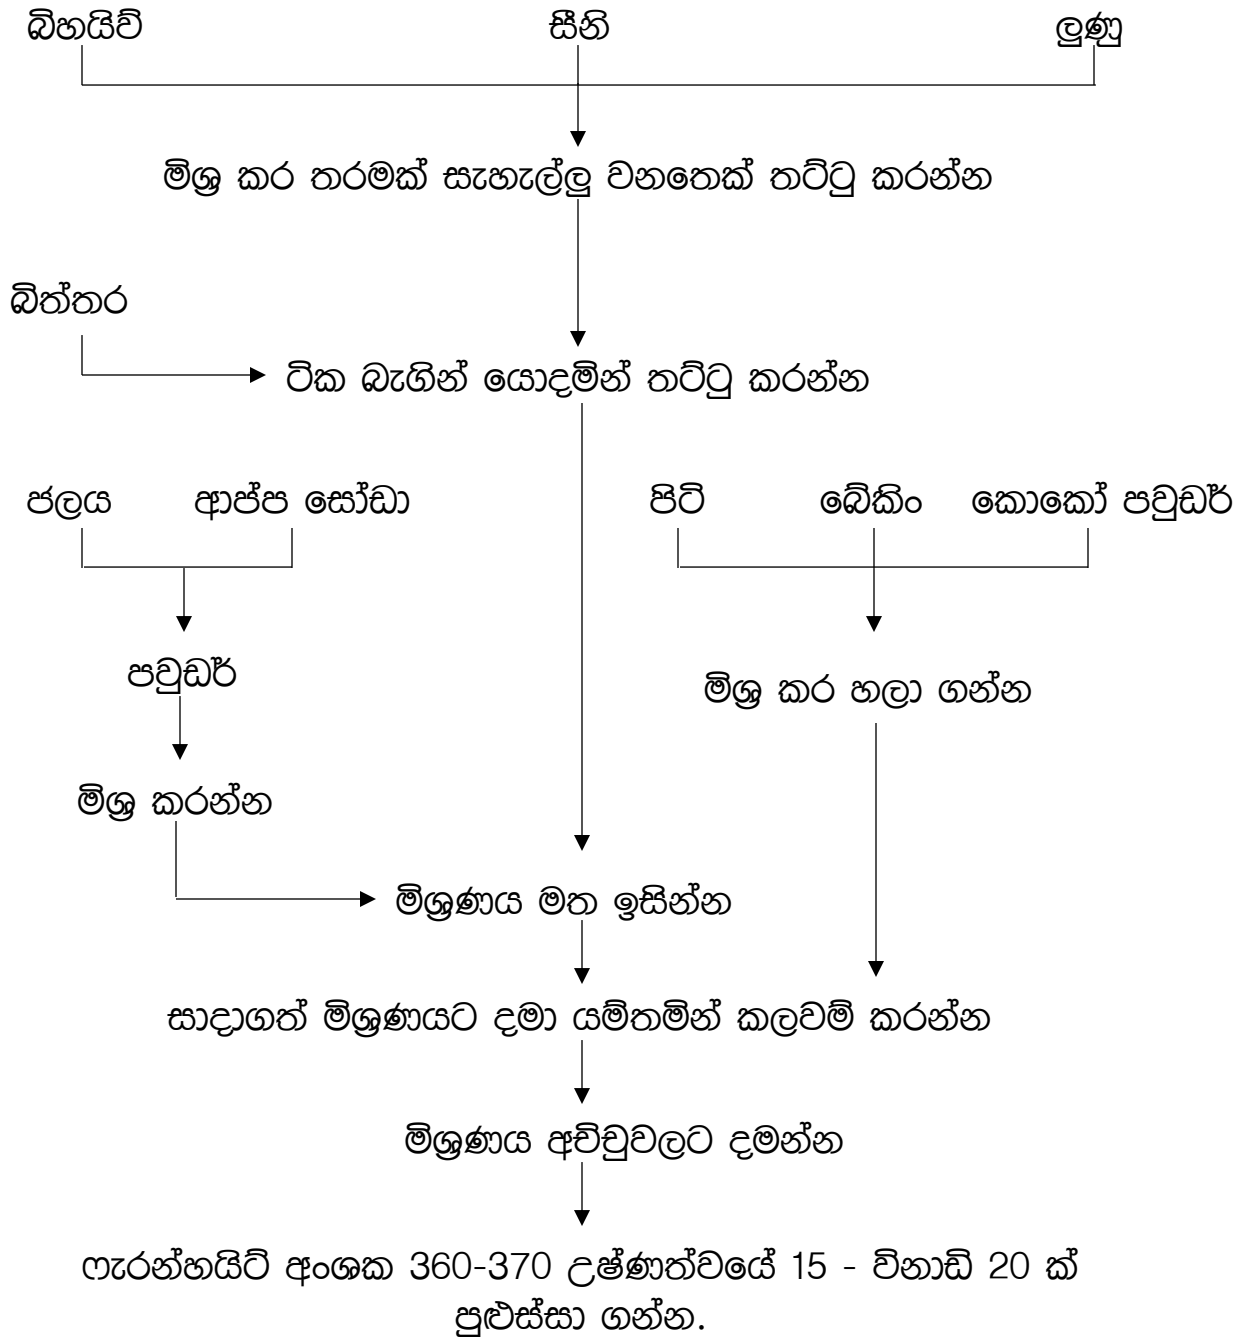 බිහයිව් සීනි ලුණු
මිශ්‍ර කර තරමක් සැහැල්ලු වනතෙක් තට්ටු කරන්න
බිත්තර
ටික බැගින් යොදමින් තට්ටු කරන්න
ජලය ආප්ප සෝඩා පිටි බේකිං කොකෝ පවුඩර්
පවුඩර්
මිශ්‍ර කර හලා ගන්න
මිශ්‍ර කරන්න
මිශ්‍රණය මත ඉසින්න
සාදාගත් මිශ්‍රණයට දමා යම්තමින් කලවම් කරන්න
මිශ්‍රණය අච්චුවලට දමන්න
ෆැරන්හයිට් අංශක 360-370 උෂ්ණත්වයේ 15 - විනාඩි 20 ක්
පුළුස්සා ගන්න.